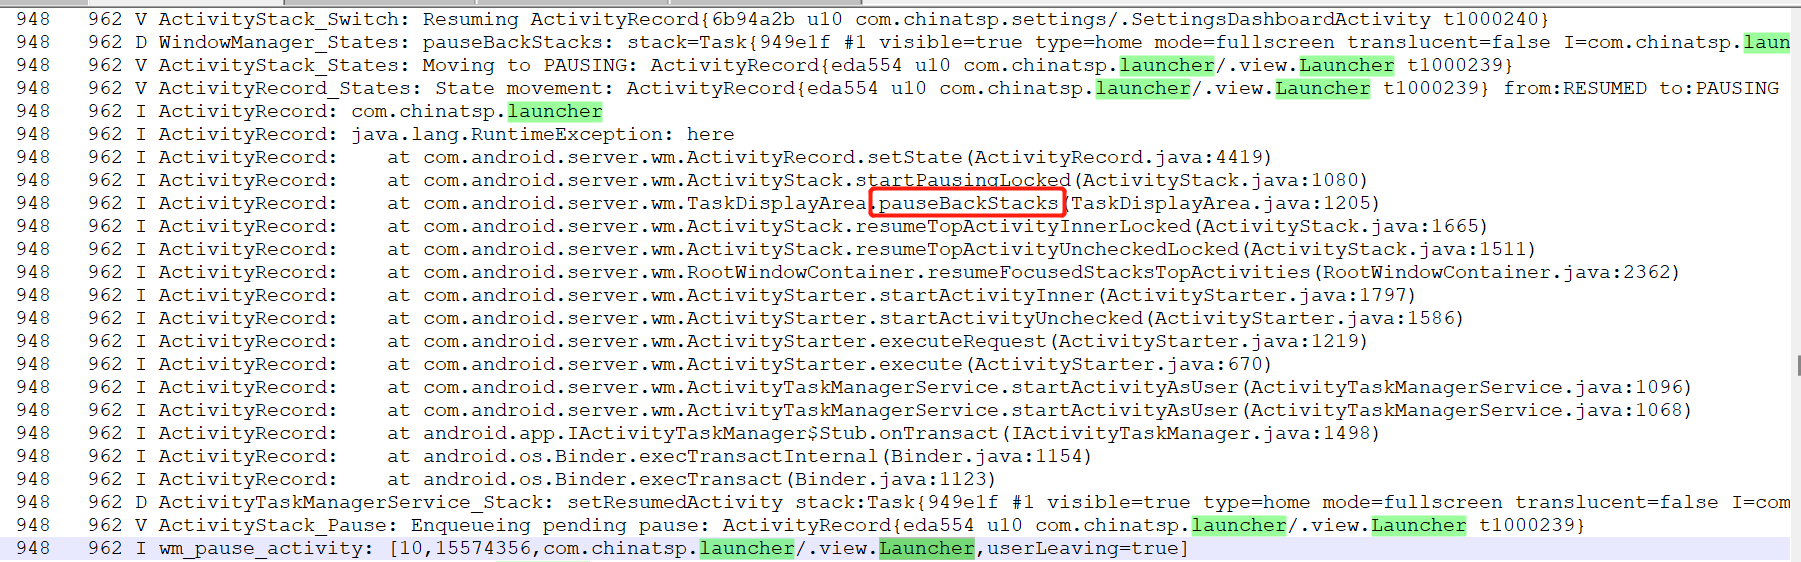 948 962 V ActivityStack_Switch: Resuming ActivityRecord{6b94a2b u10 com.chinatsp.settings/.SettingsDashboardActivity t1000240}
948 962 D WindowManager_States: pauseBackStacks: stack=Task{949e1f #1 visible=true type=home mode=fullscreen translucent=false I=com.chinatsp.laun
948 962 V ActivityStack_States: Moving to PAUSING: ActivityRecord{eda554 u10 com.chinatsp.launcher/.view.Launcher t1000239}
948 962 V ActivityRecord_States: State movement: ActivityRecord{eda554 u10 com.chinatsp.launcher/.view.Launcher t1000239} from:RESUMED to:PAUSING
948 962 I ActivityRecord: com.chinatsp.launcher
948 962 I ActivityRecord: java.lang.RuntimeException: here
948 962 I ActivityRecord: at com.android.server.wm.ActivityRecord.setState(ActivityRecord.java:4419)
948 962 I ActivityRecord: at com.android.server.wm.ActivityStack.startPausingLocked(ActivityStack.java:1080)
948 962 I ActivityRecord: at com.android.server.wm.TaskDisplayArea.pauseBackStacks(TaskDisplayArea.java:1205)
948 962 I ActivityRecord: at com.android.server.wm.ActivityStack.resumeTopActivityInnerLocked(ActivityStack.java:1665)
948 962 I ActivityRecord: at com.android.server.wm.ActivityStack.resumeTopActivityUncheckedLocked(ActivityStack.java:1511)
948 962 I ActivityRecord: at com.android.server.wm.RootWindowContainer.resumeFocusedStacksTopActivities(RootWindowContainer.java:2362)
948 962 I ActivityRecord: at com.android.server.wm.ActivityStarter.startActivityInner(ActivityStarter.java:1797)
948 962 I ActivityRecord: at com.android.server.wm.ActivityStarter.startActivityUnchecked(ActivityStarter.java:1586)
948 962 I ActivityRecord: at com.android.server.wm.ActivityStarter.executeRequest(ActivityStarter.java:1219)
948 962 I ActivityRecord: at com.android.server.wm.ActivityStarter.execute(ActivityStarter.java:670)
948 962 I ActivityRecord: at com.android.server.wm.ActivityTaskManagerService.startActivityAsUser(ActivityTaskManagerService.java:1096)
948 962 I ActivityRecord: at com.android.server.wm.ActivityTaskManagerService.startActivityAsUser(ActivityTaskManagerService.java:1068)
948 962 I ActivityRecord: at android.app.IActivityTaskManager$Stub.onTransact(IActivityTaskManager.java:1498)
948 962 I ActivityRecord: at android.os.Binder.execTransactInternal(Binder.java:1154)
948 962 I ActivityRecord: at android.os.Binder.execTransact(Binder.java:1123)
948 962 D ActivityTaskManagerService_Stack: setResumedActivity stack:Task{949e1f #1 visible=true type=home mode=fullscreen translucent=false I=com
948 962 V ActivityStack_Pause: Enqueueing pending pause: ActivityRecord{eda554 u10 com.chinatsp.launcher/.view.Launcher t1000239}
948 962 I wm_pause_activity: [10,15574356,com.chinatsp.launcher/.view.Launcher,userLeaving=true]